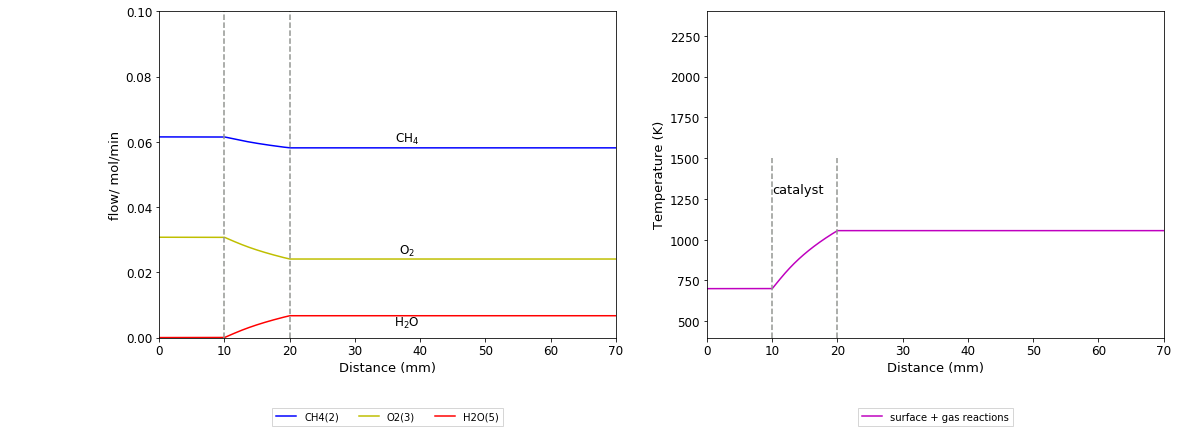 0.10
0.08
0.06
0.04
0.02
0.00
flow/ mol/min
CH₄
O₂
H₂O
0 10 20 30 40 50 60 70
Distance (mm)
CH4(2) O2(3) H2O(5)
2250
2000
1750
1500
1250
1000
750
500
Temperature (K)
catalyst
0 10 20 30 40 50 60 70
Distance (mm)
surface + gas reactions